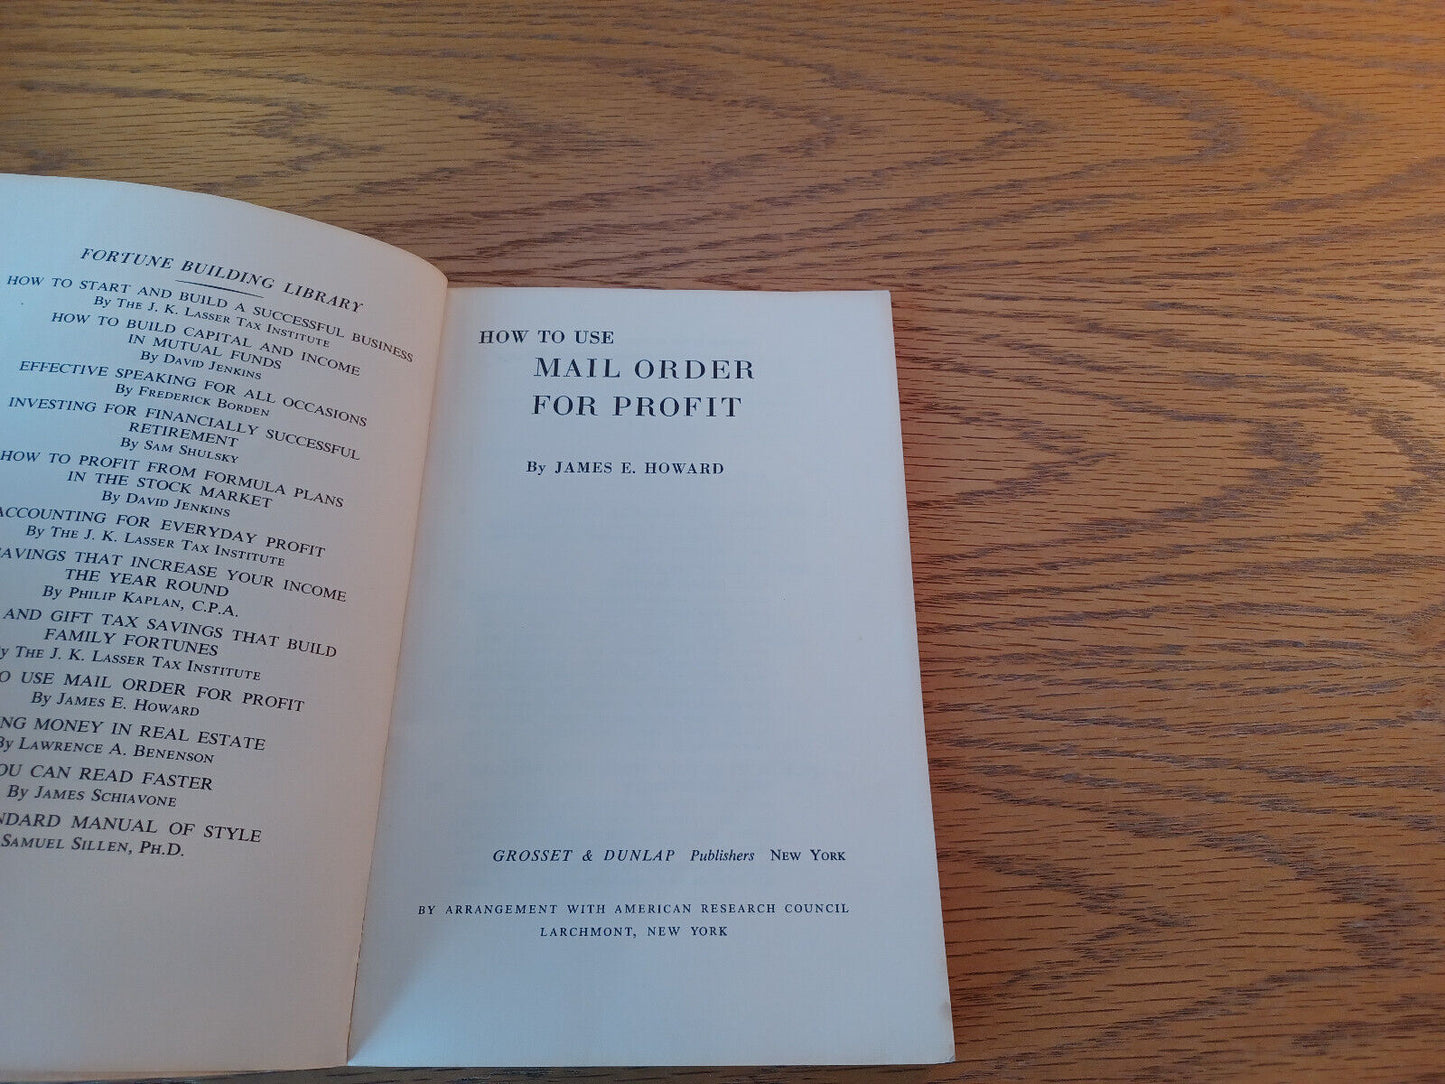 FORTUNE BUILDING LIBRARY
HOW TO START AND BUILD A SUCCESSFUL BUSINESS
By THE J. K. LASSER TAX INSTITUTE
HOW TO BUILD CAPITAL AND INCOME
IN MUTUAL FUNDS
By DAVID JENKINS
EFFECTIVE SPEAKING FOR ALL OCCASIONS
By FREDERICK BORDEN
INVESTING FOR FINANCIALLY SUCCESSFUL
RETIREMENT
By SAM SHULSKY
HOW TO PROFIT FROM FORMULA PLANS
IN THE STOCK MARKET
By DAVID JENKINS
ACCOUNTING FOR EVERYDAY PROFIT
By THE J. K. LASSER TAX INSTITUTE
THAT INCREASE YOUR INCOME
THE YEAR ROUND
By PHILIP KAPLAN, C.P.A.
AND GIFT TAX SAVINGS THAT BUILD
FAMILY FORTUNES
By THE J. K. LASSER TAX INSTITUTE
USE MAIL ORDER FOR PROFIT
By JAMES E. HOWARD
MONEY IN REAL ESTATE
By LAWRENCE A. BENENSON
CAN READ FASTER
By JAMES SCHIAVONE
MANUAL OF STYLE
SAMUEL SILLEN, PH.D.
HOW TO USE
MAIL ORDER
FOR PROFIT
By JAMES E. HOWARD
GROSSET & DUNLAP Publishers NEW YORK
BY ARRANGEMENT WITH AMERICAN RESEARCH COUNCIL
LARCHMONT, NEW YORK